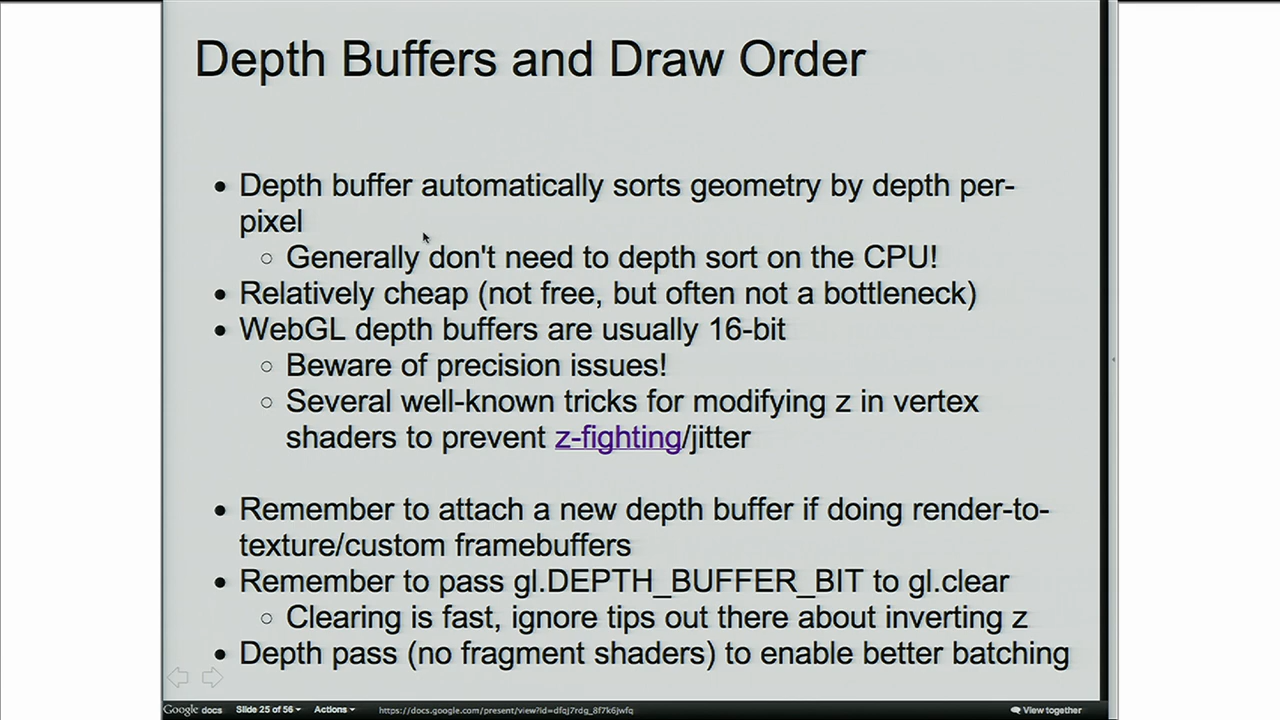 Depth Buffers and Draw Order
• Depth buffer automatically sorts geometry by depth per-
pixel
○ Generally don't need to depth sort on the CPU!
• Relatively cheap (not free, but often not a bottleneck)
• WebGL depth buffers are usually 16-bit
○ Beware of precision issues!
○ Several well-known tricks for modifying z in vertex
shaders to prevent z-fighting/jitter
• Remember to attach a new depth buffer if doing render-to-
texture/custom framebuffers
• Remember to pass gl.DEPTH_BUFFER_BIT to gl.clear
○ Clearing is fast, ignore tips out there about inverting z
• Depth pass (no fragment shaders) to enable better batching
Google docs Slide 25 of 56 Actions https://docs.google.com/present/view?id=dfqj7rdg_8f7k6jwfq View together